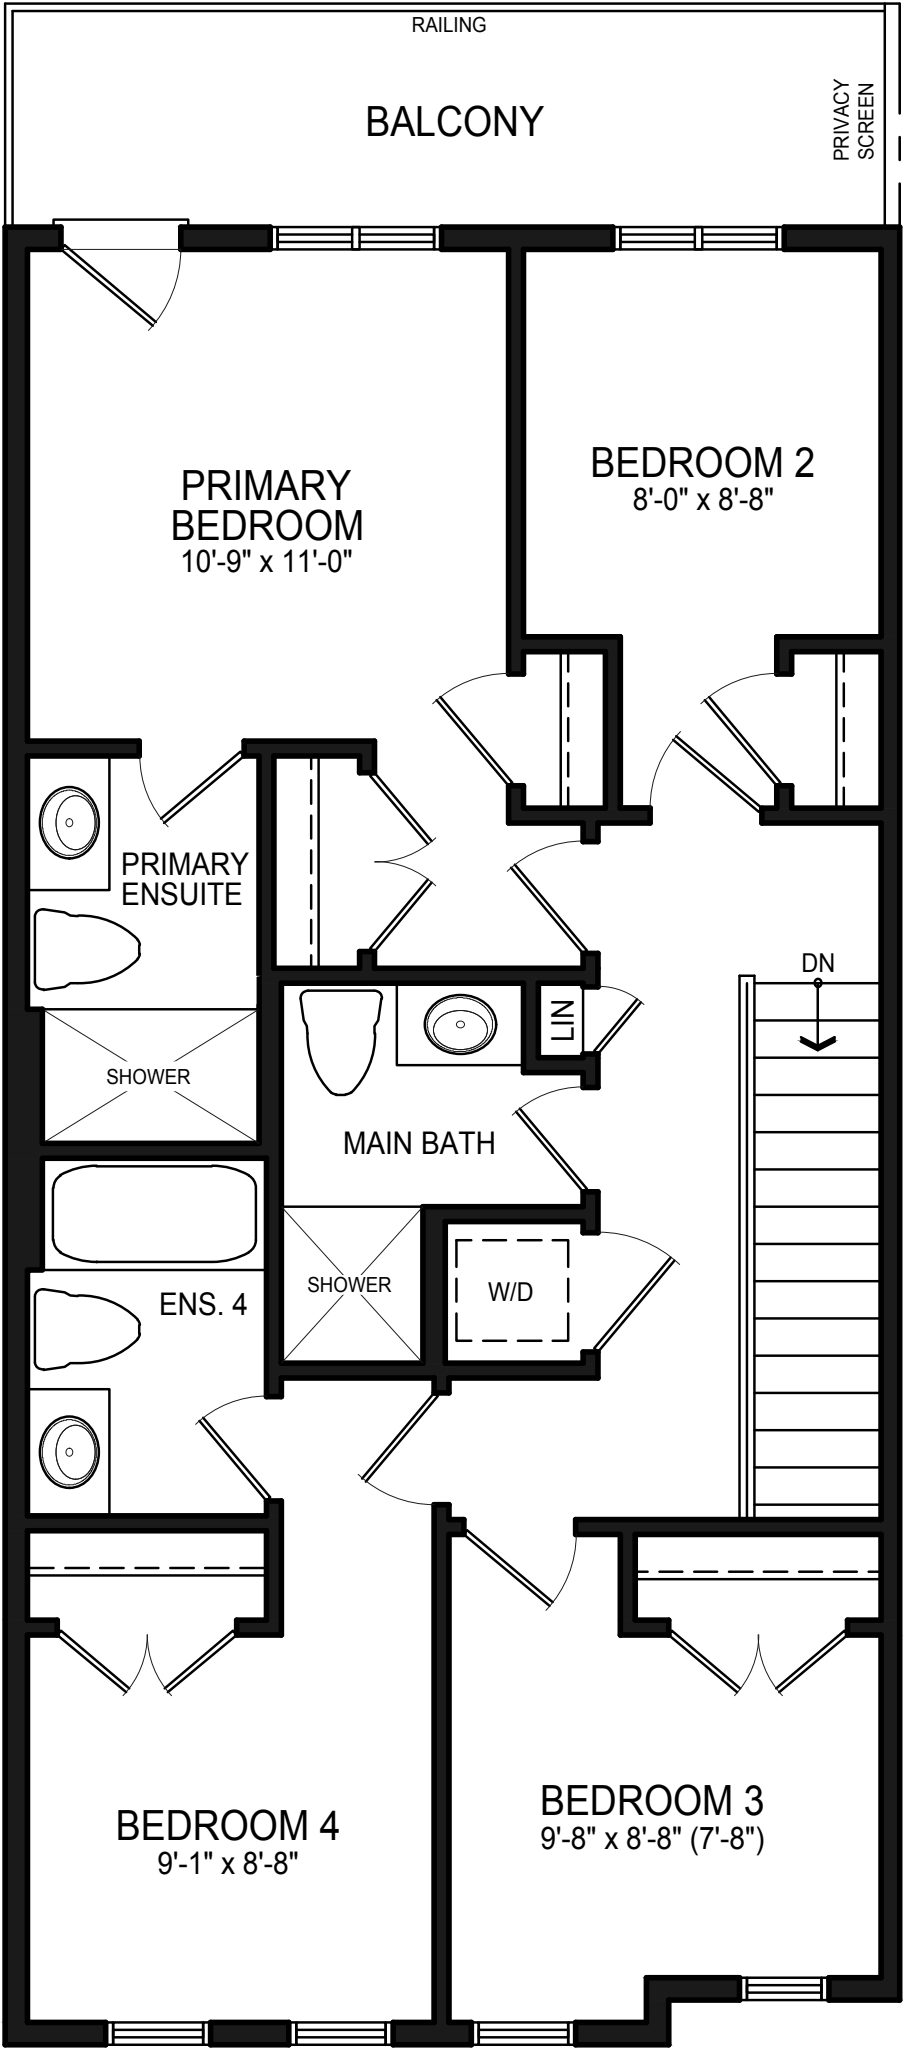 RAILING
BALCONY
PRIVACY
SCREEN
BEDROOM 2
8'-0" x 8'-8"
PRIMARY
BEDROOM
10'-9" x 11'-0"
PRIMARY
ENSUITE
DN
LIN
SHOWER
MAIN BATH
SHOWER
W/D
ENS. 4
BEDROOM 3
9'-8" x 8'-8" (7'-8")
BEDROOM 4
9'-1" x 8'-8"